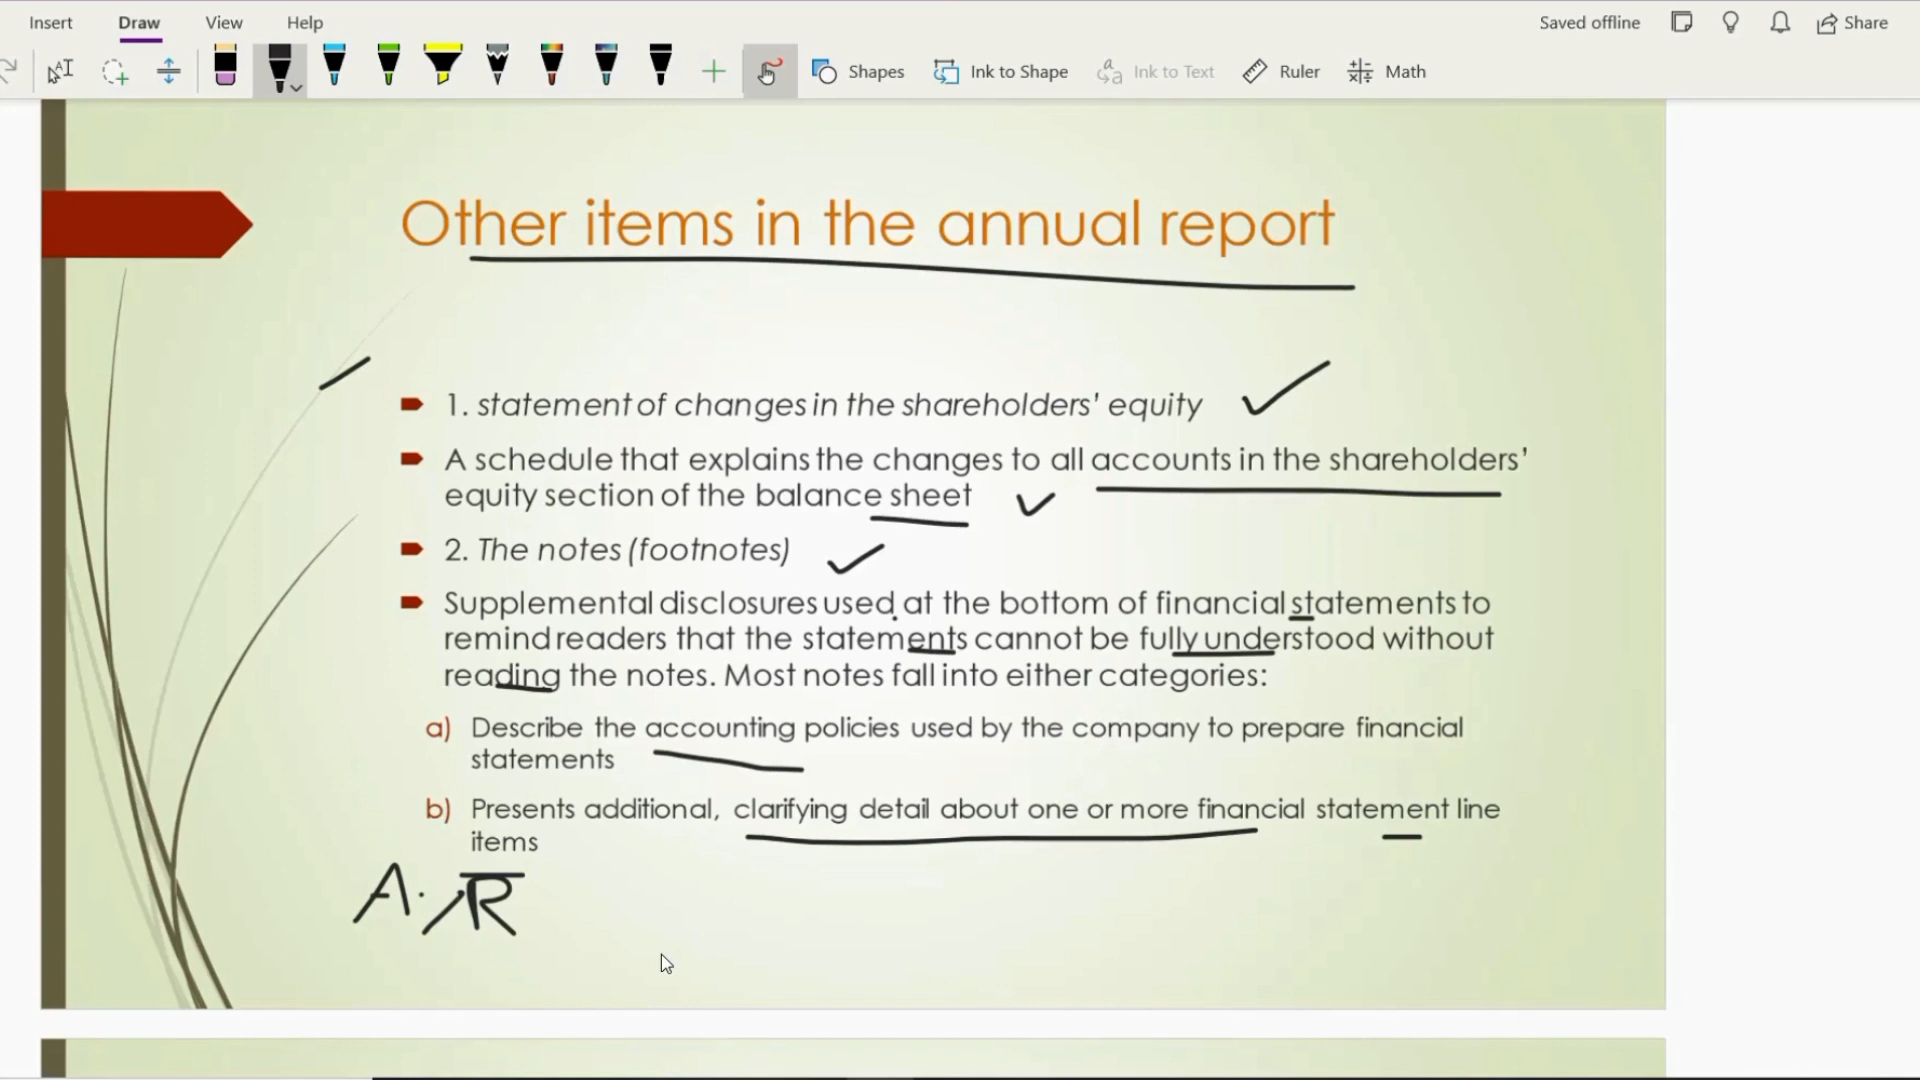 Insert Draw View Help Saved offline Share
Shapes Ink to Shape Ink to Text Ruler Math
Other items in the annual report
1. statement of changes in the shareholders' equity
A schedule that explains the changes to all accounts in the shareholders'
equity section of the balance sheet
2. The notes (footnotes)
Supplemental disclosures used at the bottom of financial statements to
remind readers that the statements cannot be fully understood without
reading the notes. Most notes fall into either categories:
a) Describe the accounting policies used by the company to prepare financial
statements
b) Presents additional, clarifying detail about one or more financial statement line
items
A/R